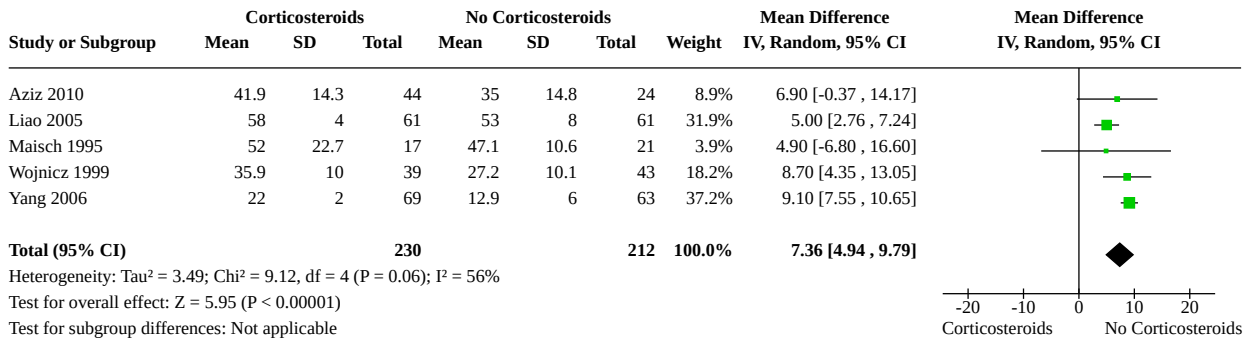 Corticosteroids No Corticosteroids Mean Difference Mean Difference
Study or Subgroup Mean SD Total Mean SD Total Weight IV, Random, 95% CI IV, Random, 95% CI
Aziz 2010 41.9 14.3 44 35 14.8 24 8.9% 6.90 [-0.37 , 14.17]
Liao 2005 58 4 61 53 8 61 31.9% 5.00 [2.76 , 7.24]
Maisch 1995 52 22.7 17 47.1 10.6 21 3.9% 4.90 [-6.80 , 16.60]
Wojnicz 1999 35.9 10 39 27.2 10.1 43 18.2% 8.70 [4.35 , 13.05]
Yang 2006 22 2 69 12.9 6 63 37.2% 9.10 [7.55 , 10.65]
Total (95% CI) 230 212 100.0% 7.36 [4.94 , 9.79]
Heterogeneity: Tau² = 3.49; Chi² = 9.12, df = 4 (P = 0.06); I² = 56%
Test for overall effect: Z = 5.95 (P < 0.00001)
-20 -10 0 10 20
Test for subgroup differences: Not applicable Corticosteroids No Corticosteroids